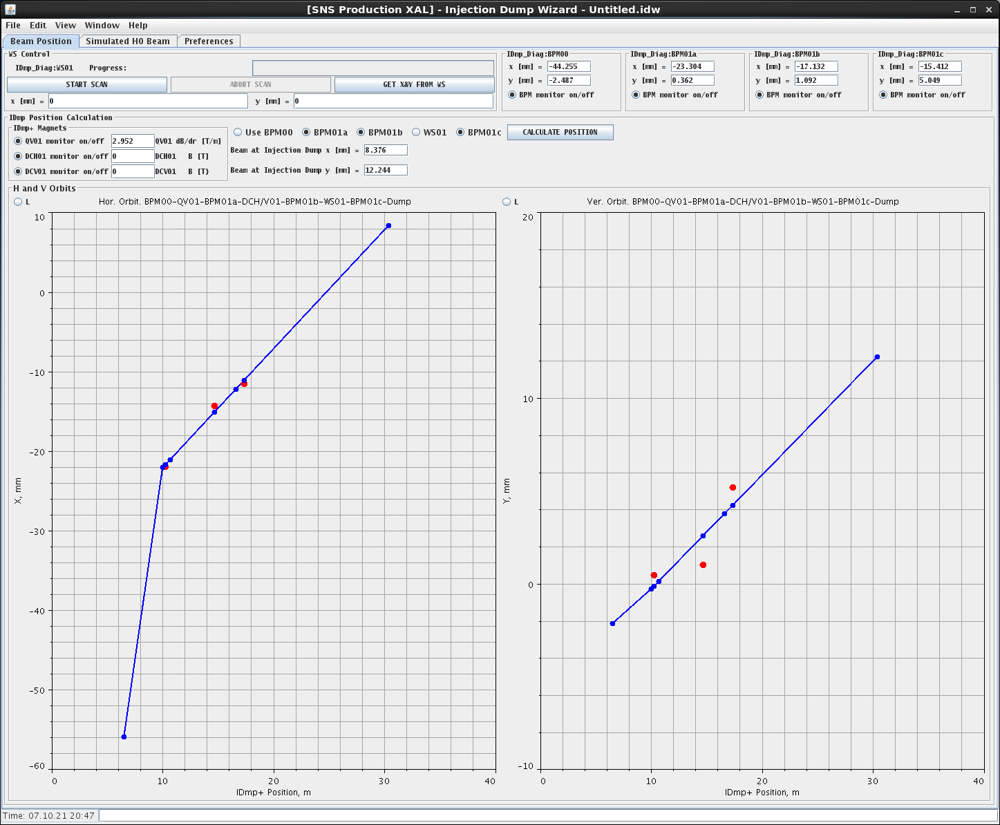 [SNS Production XAL] - Injection Dump Wizard - Untitled.idw
File Edit View Window Help
Beam Position Simulated H0 Beam Preferences
WS Control
IDmp_Diag:WS01 Progress:
START SCAN ABORT SCAN GET X&Y FROM WS
x [mm] = 0 y [mm] = 0
IDmp_Diag:BPM00
x [mm] = -44.255
y [mm] = -2.487
BPM monitor on/off
IDmp_Diag:BPM01a
x [mm] = -23.304
y [mm] = 0.362
BPM monitor on/off
IDmp_Diag:BPM01b
x [mm] = -17.132
y [mm] = 1.092
BPM monitor on/off
IDmp_Diag:BPM01c
x [mm] = -15.412
y [mm] = 5.049
BPM monitor on/off
IDmp Position Calculation
IDmp+ Magnets
QV01 monitor on/off 2.952 QV01 dB/dr [T/m]
DCH01 monitor on/off 0 DCH01 B [T]
DCV01 monitor on/off 0 DCV01 B [T}
Use BPM00 BPM01a BPM01b WS01 BPM01c CALCULATE POSITION
Beam at Injection Dump x [mm] = 8.376
Beam at Injection Dump y [mm] = 12.244
H and V Orbits
L
Hor. Orbit. BPM00-QV01-BPM01a-DCH/V01-BPM01b-WS01-BPM01c-Dump
10
0
-10
-20
-30
-40
-50
-60
X, mm
0 10 20 30 40
IDmp+ Position, m
L
Ver. Orbit. BPM00-QV01-BPM01a-DCH/V01-BPM01b-WS01-BPM01c-Dump
20
10
0
-10
Y, mm
0 10 20 30 40
IDmp+ Position, m
Time: 07.10.21 20:47